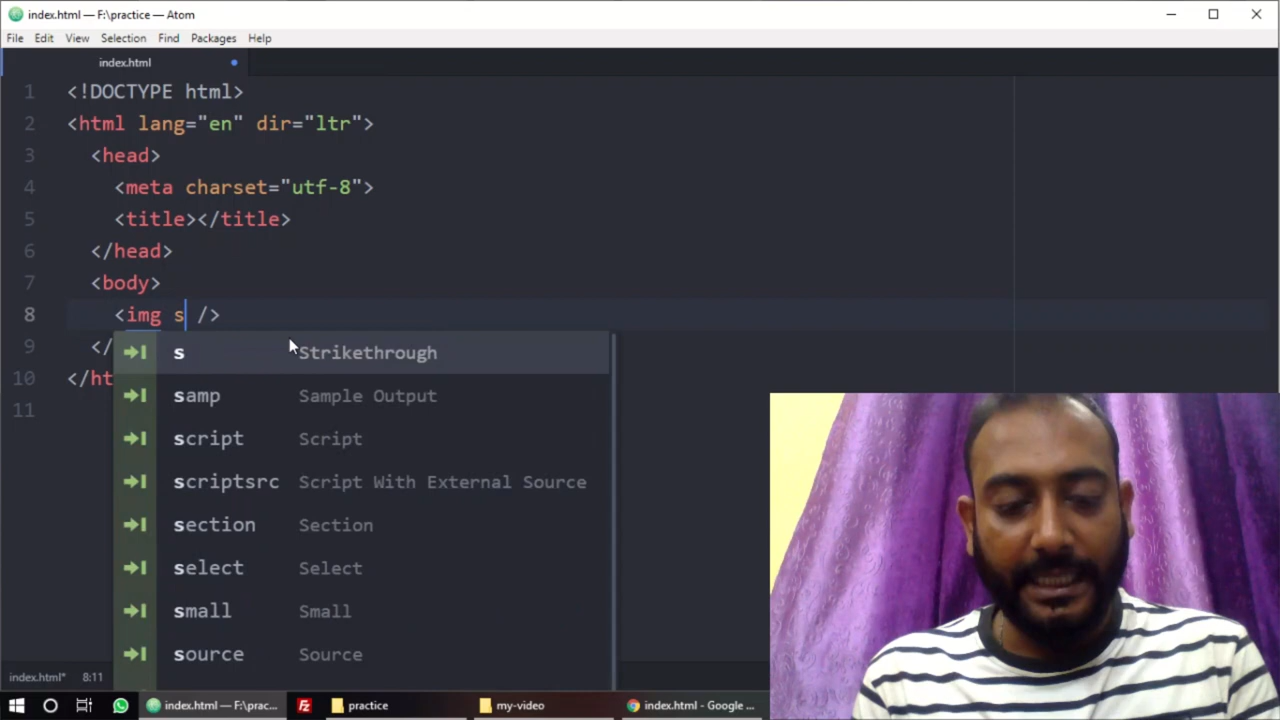 index.html — F:\practice — Atom
File Edit View Selection Find Packages Help
index.html
1 <!DOCTYPE html>
2 <html lang="en" dir="ltr">
3 <head>
4 <meta charset="utf-8">
5 <title></title>
6 </head>
7 <body>
8 <img s />
9 </
10 </ht
11
s Strikethrough
samp Sample Output
script Script
scriptsrc Script With External Source
section Section
select Select
small Small
source Source
index.html* 8:11
index.html — F:\prac... Fz practice my-video index.html - Google ...